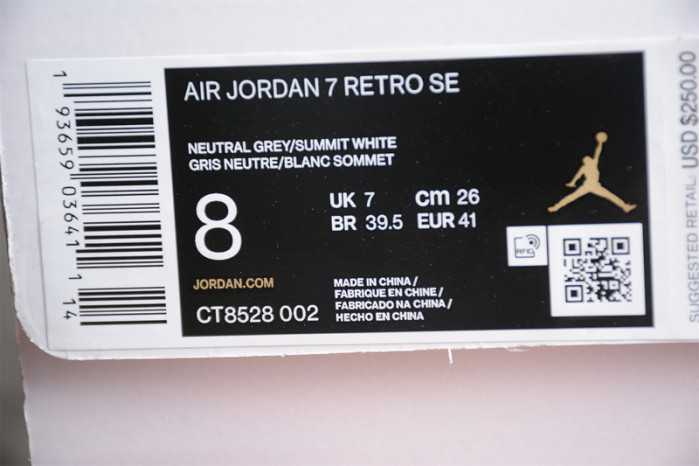 1 93659 03641 14
AIR JORDAN 7 RETRO SE
NEUTRAL GREY/SUMMIT WHITE
GRIS NEUTRE/BLANC SOMMET
8
UK 7 cm 26
BR 39.5 EUR 41
JORDAN.COM
CT8528 002
MADE IN CHINA /
FABRIQUE EN CHINE /
FABRICADO NA CHINA /
HECHO EN CHINA
RFID
SUGGESTED RETAIL: USD $250.00